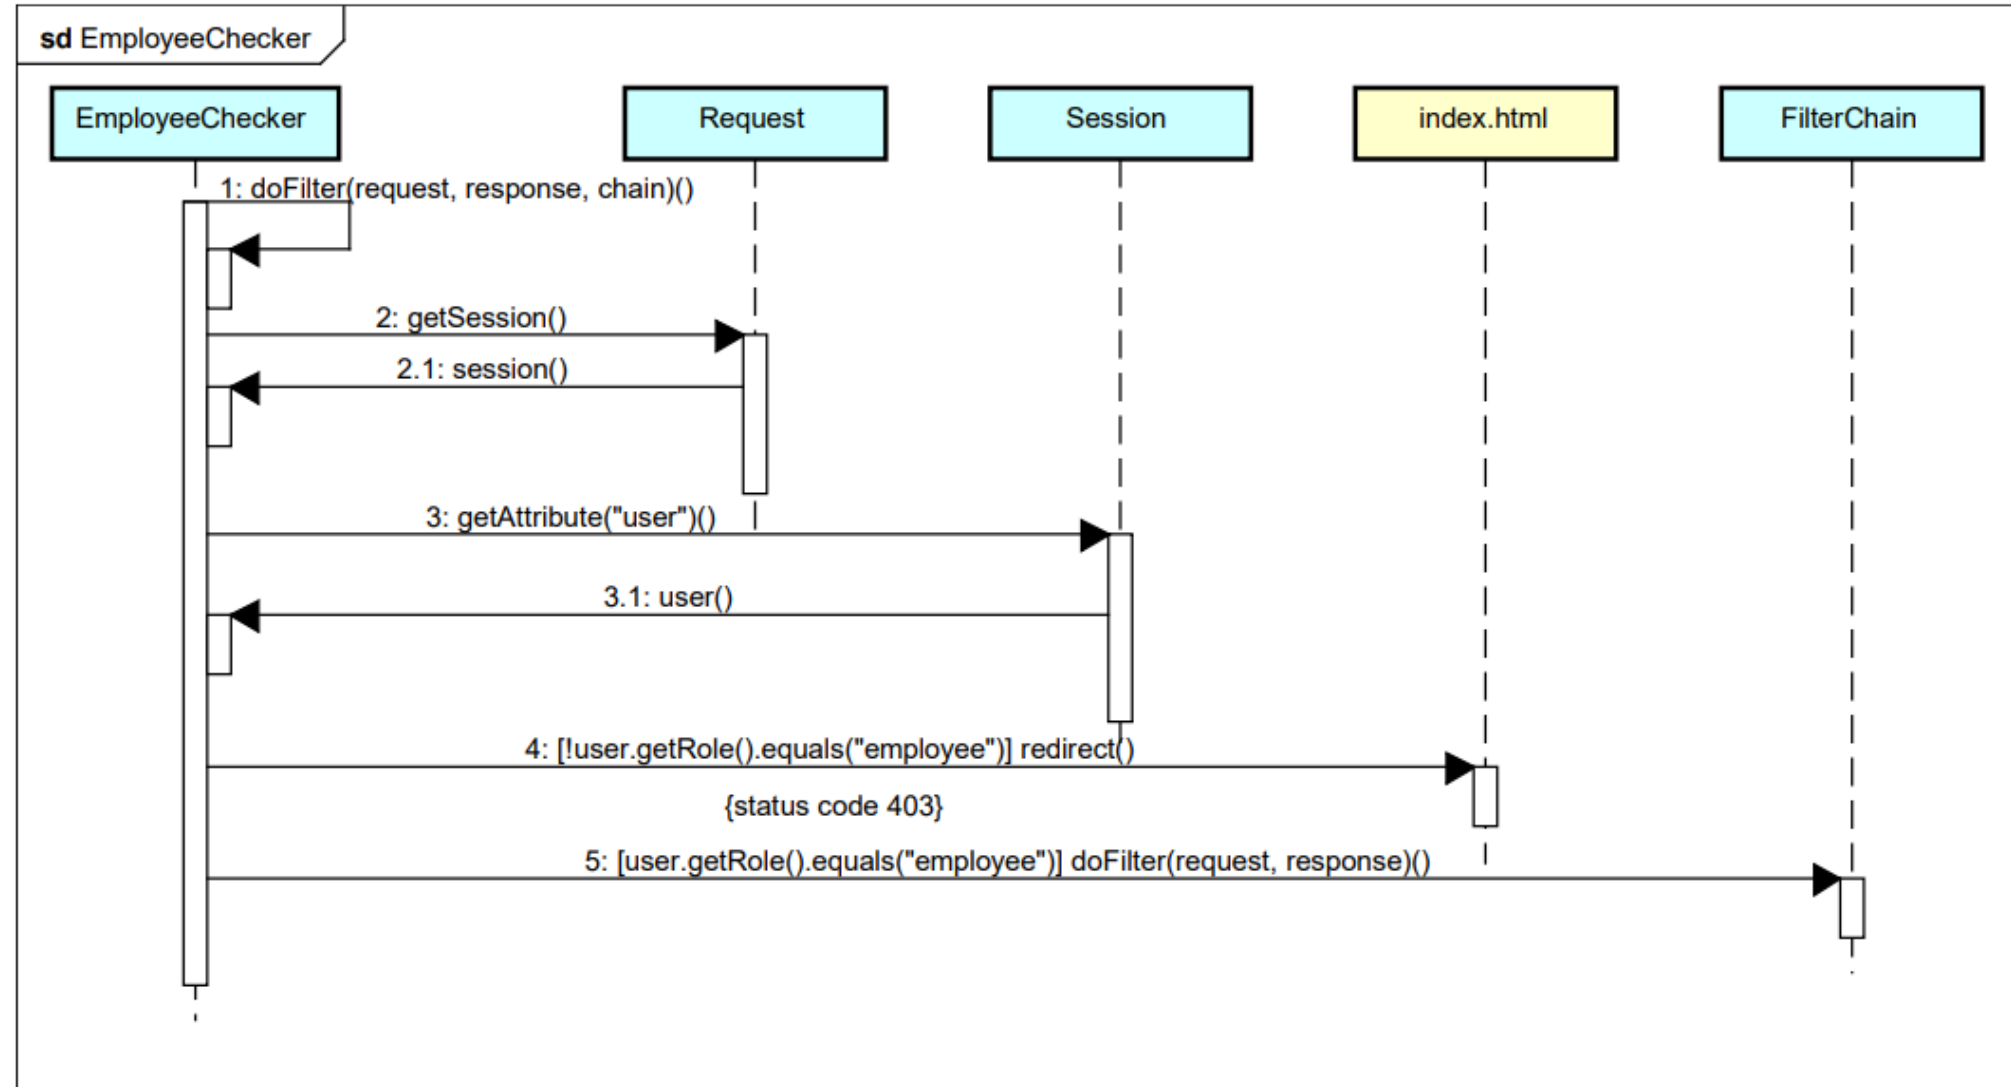 sd EmployeeChecker
EmployeeChecker
Request
Session
index.html
FilterChain
1: doFilter(request, response, chain)()
2: getSession()
2.1: session()
3: getAttribute("user")()
3.1: user()
4: [!user.getRole().equals("employee")] redirect()
{status code 403}
5: [user.getRole().equals("employee")] doFilter(request, response)()